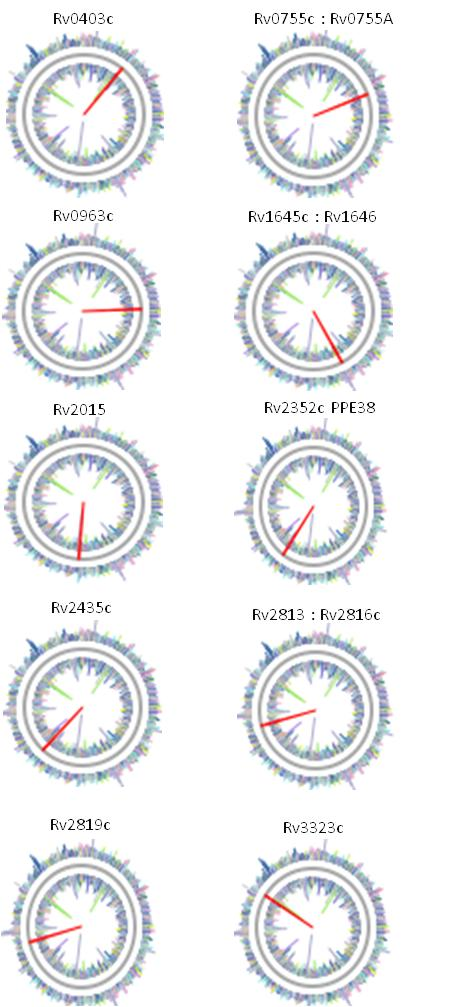 Rv0403c
Rv0755c : Rv0755A
Rv0963c
Rv1645c : Rv1646
Rv2015
Rv2352c PPE38
Rv2435c
Rv2813 : Rv2816c
Rv2819c
Rv3323c